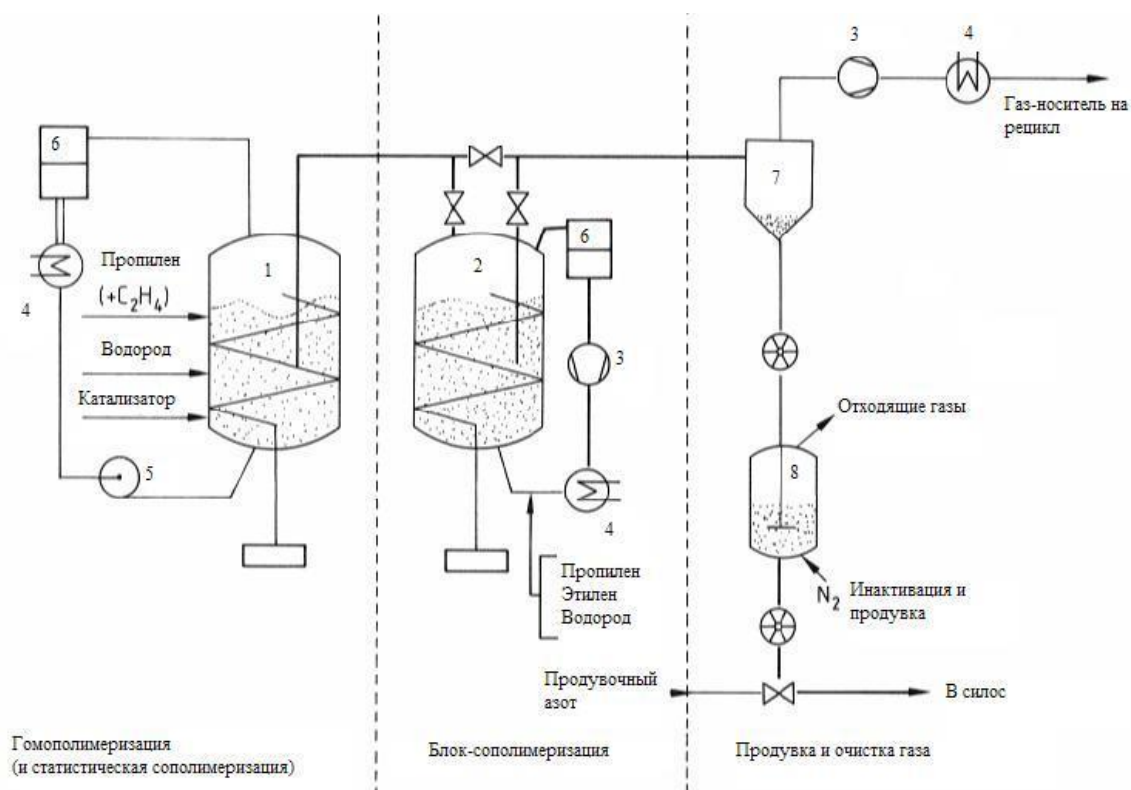 3
4
Газ-носитель на
рецикл
6
7
6
1
2
Пропилен
(+C₂H₄)
4
3
Водород
Катализатор
Отходящие газы
5
8
4
Пропилен
Этилен
Водород
N₂
Инактивация и
продувка
Продувочный
азот
В силос
Гомополимеризация
(и статистическая сополимеризация)
Блок-сополимеризация
Продувка и очистка газа